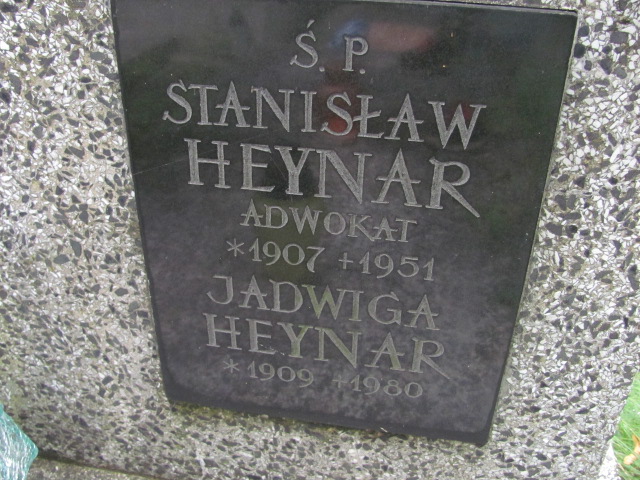 Ś. P.
STANISŁAW
HEYNAR
ADWOKAT
*1907 +1951
JADWIGA
HEYNAR
*1909 +1980